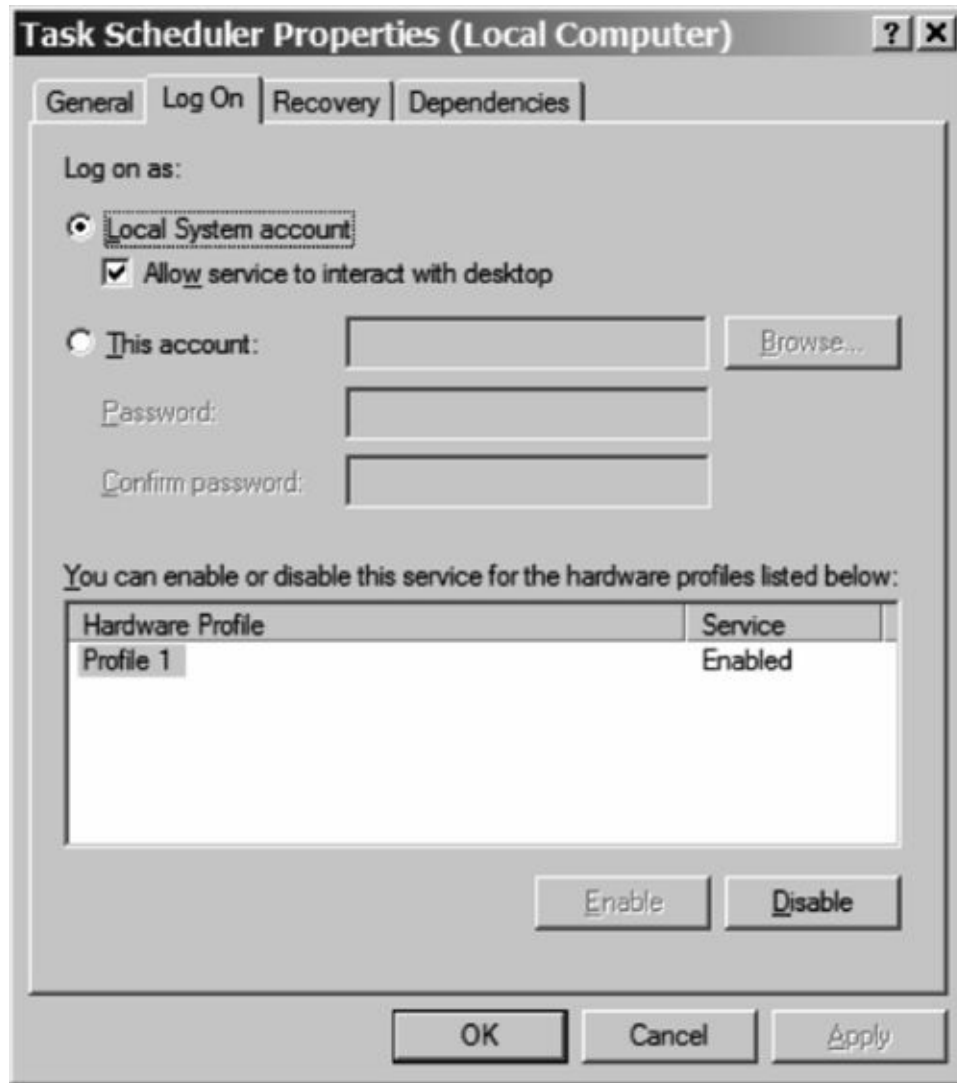 Task Scheduler Properties (Local Computer)
General Log On Recovery Dependencies
Log on as:
Local System account
Allow service to interact with desktop
This account: Browse...
Password:
Confirm password:
You can enable or disable this service for the hardware profiles listed below:
Hardware Profile Service
Profile 1 Enabled
Enable Disable
OK Cancel Apply